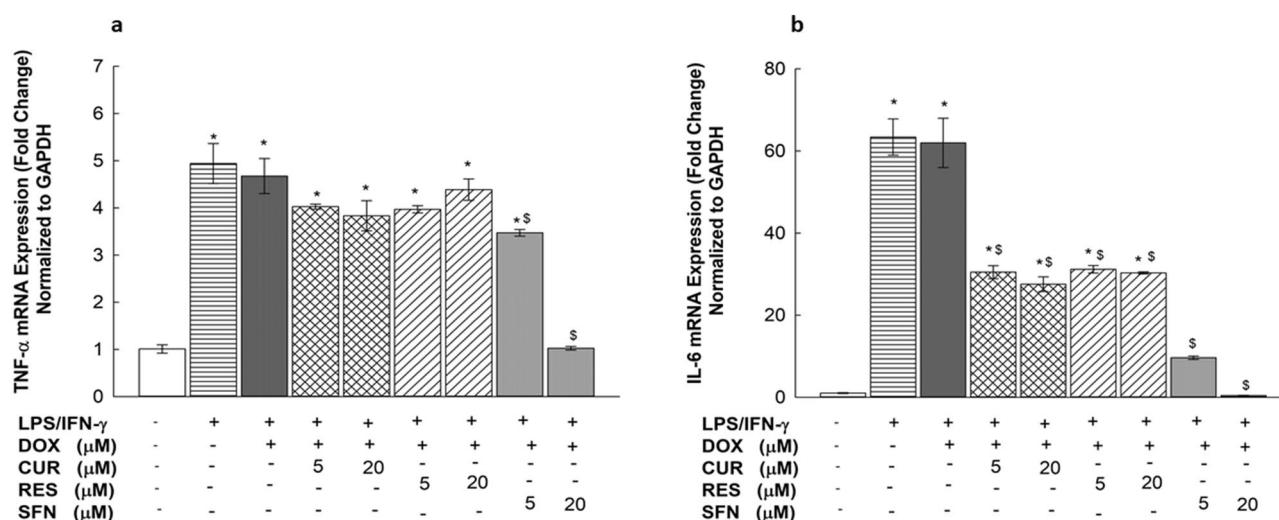 a
TNF-α mRNA Expression (Fold Change)
Normalized to GAPDH
7
6
5
4
3
2
1
0
* * * * * * *$ $
LPS/IFN-γ - + + + + + + + +
DOX (μM) - - + + + + + + +
CUR (μM) - - - 5 20 - - - -
RES (μM) - - - - - 5 20 - -
SFN (μM) - - - - - - - 5 20
b
IL-6 mRNA Expression (Fold Change)
Normalized to GAPDH
80
60
40
20
0
* * *$ *$ *$ *$ $ $
LPS/IFN-γ - + + + + + + + +
DOX (μM) - - + + + + + + +
CUR (μM) - - - 5 20 - - - -
RES (μM) - - - - - 5 20 - -
SFN (μM) - - - - - - - 5 20